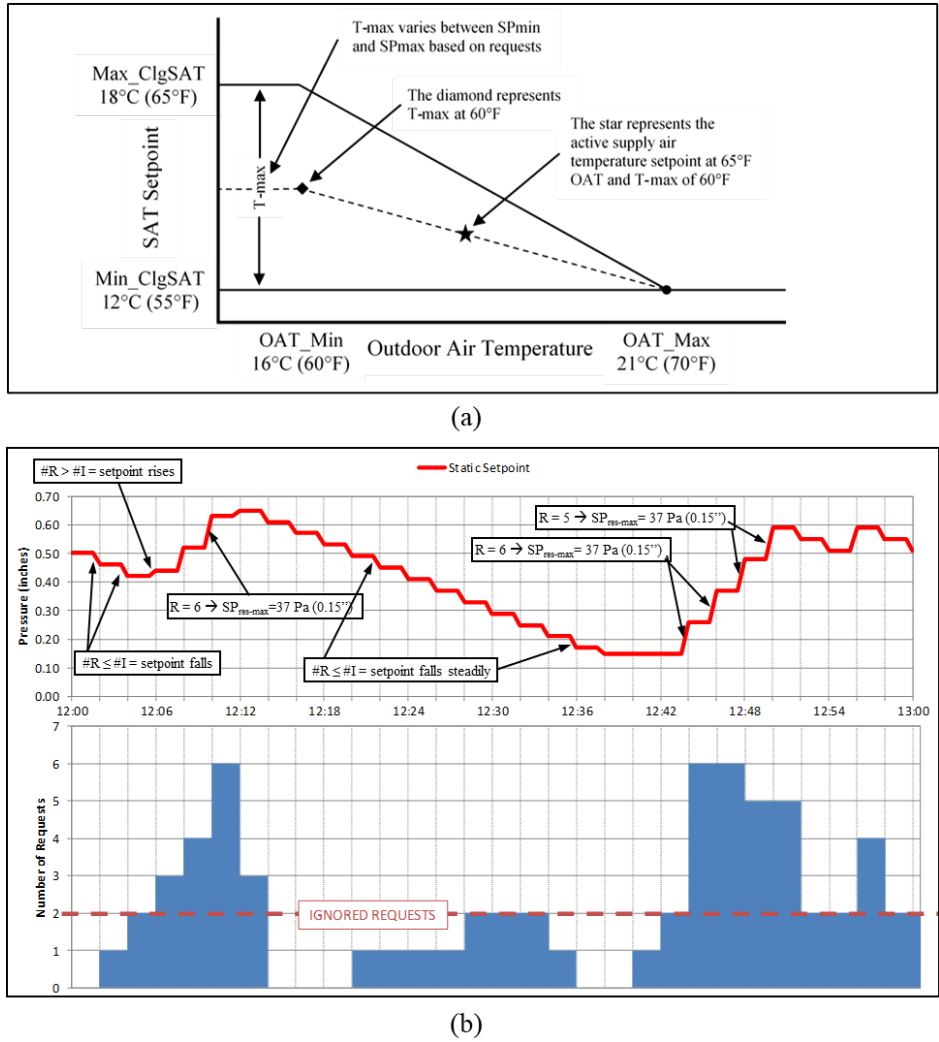 T-max varies between SPmin
and SPmax based on requests
Max_ClgSAT
18°C (65°F)
The diamond represents
T-max at 60°F
The star represents the
active supply air
temperature setpoint at 65°F
OAT and T-max of 60°F
SAT Setpoint
T-max
Min_ClgSAT
12°C (55°F)
OAT_Min
16°C (60°F)
Outdoor Air Temperature
OAT_Max
21°C (70°F)
(a)
#R > #I = setpoint rises
Static Setpoint
R = 5 → SPres-max= 37 Pa (0.15”)
R = 6 → SPres-max= 37 Pa (0.15”)
R = 6 → SPres-max=37 Pa (0.15”)
#R ≤ #I = setpoint falls
#R ≤ #I = setpoint falls steadily
Pressure (inches)
0.70
0.60
0.50
0.40
0.30
0.20
0.10
0.00
12:00 12:06 12:12 12:18 12:24 12:30 12:36 12:42 12:48 12:54 13:00
Number of Requests
7
6
5
4
3
2
1
0
IGNORED REQUESTS
(b)